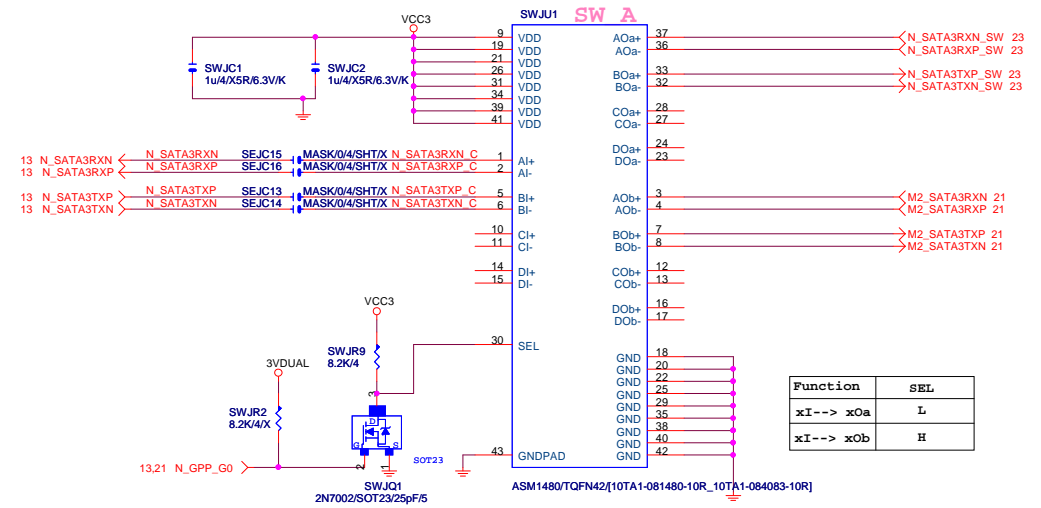 SWJU1 SW A
VCC3
SWJC1
1u/4/X5R/6.3V/K
SWJC2
1u/4/X5R/6.3V/K
9 VDD
19 VDD
21 VDD
26 VDD
31 VDD
34 VDD
39 VDD
41 VDD
AOa+ 37 N_SATA3RXN_SW 23
AOa- 36 N_SATA3RXP_SW 23
BOa+ 33 N_SATA3TXP_SW 23
BOa- 32 N_SATA3TXN_SW 23
COa+ 28
COa- 27
DOa+ 24
DOa- 23
13 N_SATA3RXN N_SATA3RXN SEJC15 MASK/0/4/SHT/X N_SATA3RXN_C 1 AI+
13 N_SATA3RXP N_SATA3RXP SEJC16 MASK/0/4/SHT/X N_SATA3RXP_C 2 AI-
13 N_SATA3TXP N_SATA3TXP SEJC13 MASK/0/4/SHT/X N_SATA3TXP_C 5 BI+
13 N_SATA3TXN N_SATA3TXN SEJC14 MASK/0/4/SHT/X N_SATA3TXN_C 6 BI-
10 CI+
11 CI-
14 DI+
15 DI-
AOb+ 3 M2_SATA3RXN 21
AOb- 4 M2_SATA3RXP 21
BOb+ 7 M2_SATA3TXP 21
BOb- 8 M2_SATA3TXN 21
COb+ 12
COb- 13
DOb+ 16
DOb- 17
VCC3
SWJR9
8.2K/4
30 SEL
3VDUAL
SWJR2
8.2K/4/X
3
D
G
S
2
1
SOT23
13,21 N_GPP_G0
SWJQ1
2N7002/SOT23/25pF/5
43 GNDPAD
GND 18
GND 20
GND 22
GND 25
GND 29
GND 35
GND 38
GND 40
GND 42
ASM1480/TQFN42/[10TA1-081480-10R_10TA1-084083-10R]
Function SEL
xI--> xOa L
xI--> xOb H